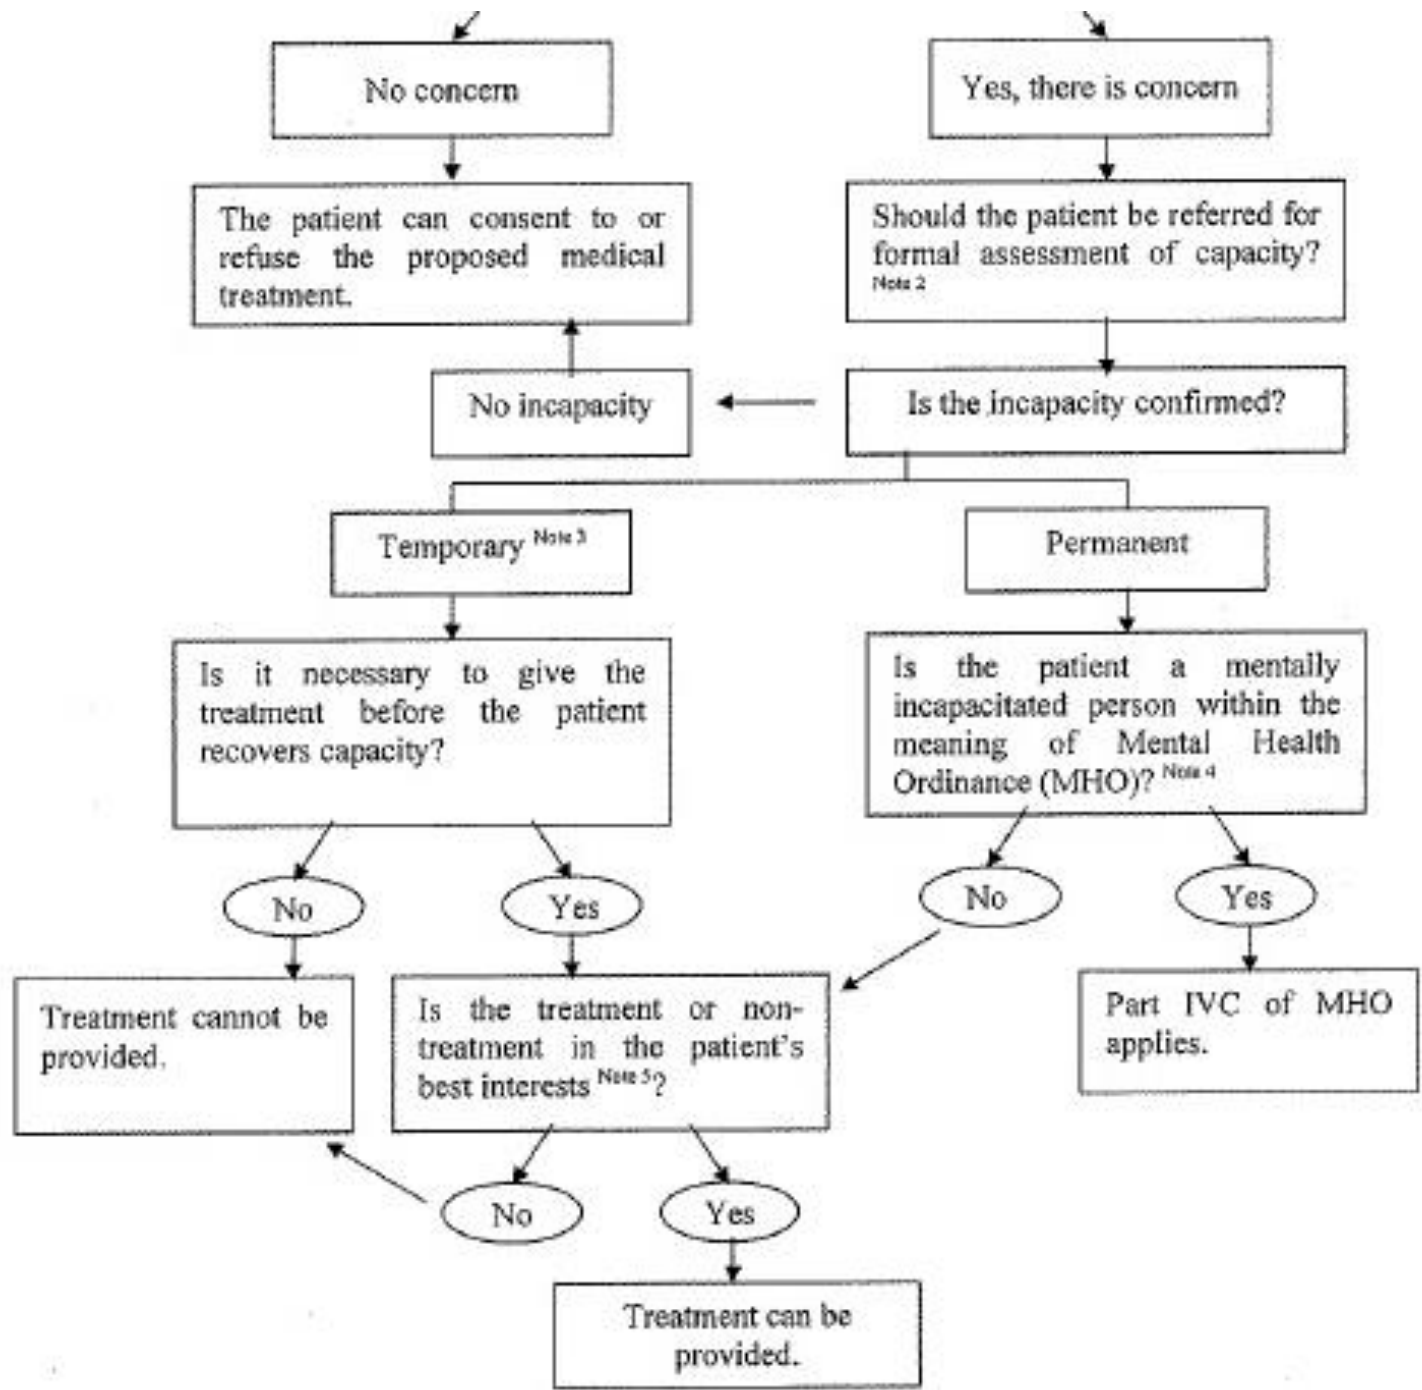 No concern
Yes, there is concern
The patient can consent to or
refuse the proposed medical
treatment.
Should the patient be referred for
formal assessment of capacity?
Note 2
No incapacity
Is the incapacity confirmed?
Temporary Note 3
Permanent
Is it necessary to give the
treatment before the patient
recovers capacity?
Is the patient a mentally
incapacitated person within the
meaning of Mental Health
Ordinance (MHO)? Note 4
No
Yes
No
Yes
Treatment cannot be
provided.
Is the treatment or non-
treatment in the patient's
best interests Note 5?
Part IVC of MHO
applies.
No
Yes
Treatment can be
provided.